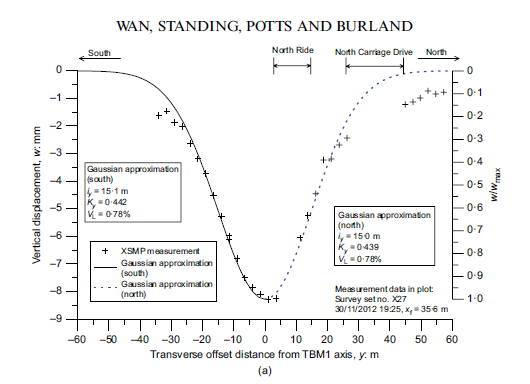 WAN, STANDING, POTTS AND BURLAND
South
North Ride
North Carriage Drive
North
0
–1
–2
–3
–4
–5
–6
–7
–8
–9
Vertical displacement, w: mm
0
0·1
0·2
0·3
0·4
0·5
0·6
0·7
0·8
0·9
1·0
w/wmax
Gaussian approximation
(south)
iy = 15·1 m
Ky = 0·442
VL = 0·78%
XSMP measurement
Gaussian approximation
(south)
Gaussian approximation
(north)
Gaussian approximation
(north)
iy = 15·0 m
Ky = 0·439
VL = 0·78%
Measurement data in plot:
Survey set no. X27
30/11/2012 19:25, xf = 35·6 m
–60 –50 –40 –30 –20 –10 0 10 20 30 40 50 60
Transverse offset distance from TBM1 axis, y: m
(a)